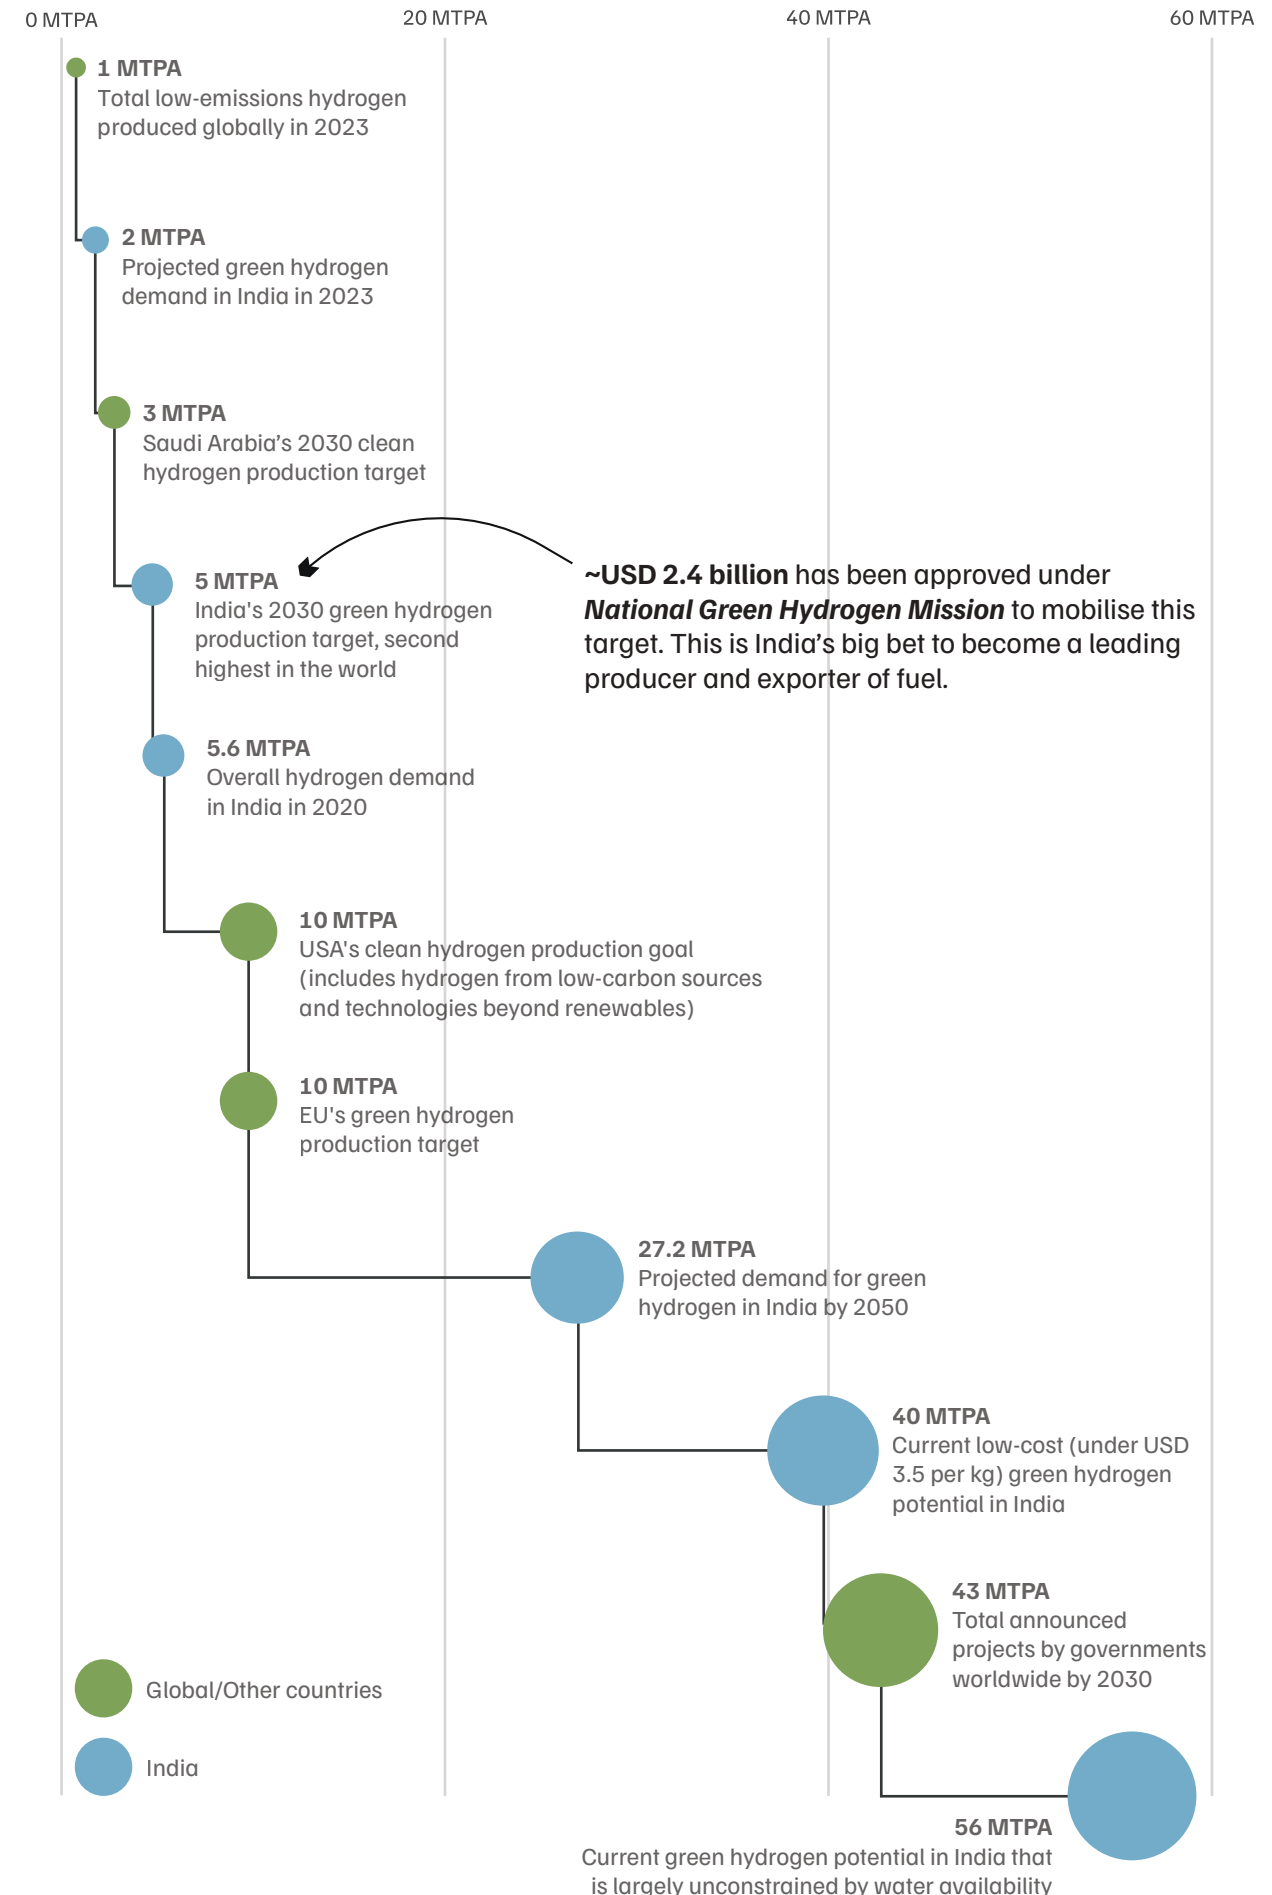 0 MTPA
20 MTPA
40 MTPA
60 MTPA
1 MTPA
Total low-emissions hydrogen
produced globally in 2023
2 MTPA
Projected green hydrogen
demand in India in 2023
3 MTPA
Saudi Arabia’s 2030 clean
hydrogen production target
5 MTPA
India's 2030 green hydrogen
production target, second
highest in the world
~USD 2.4 billion has been approved under
National Green Hydrogen Mission to mobilise this
target. This is India’s big bet to become a leading
producer and exporter of fuel.
5.6 MTPA
Overall hydrogen demand
in India in 2020
10 MTPA
USA's clean hydrogen production goal
(includes hydrogen from low-carbon sources
and technologies beyond renewables)
10 MTPA
EU's green hydrogen
production target
27.2 MTPA
Projected demand for green
hydrogen in India by 2050
40 MTPA
Current low-cost (under USD
3.5 per kg) green hydrogen
potential in India
43 MTPA
Total announced
projects by governments
worldwide by 2030
Global/Other countries
India
56 MTPA
Current green hydrogen potential in India that
is largely unconstrained by water availability